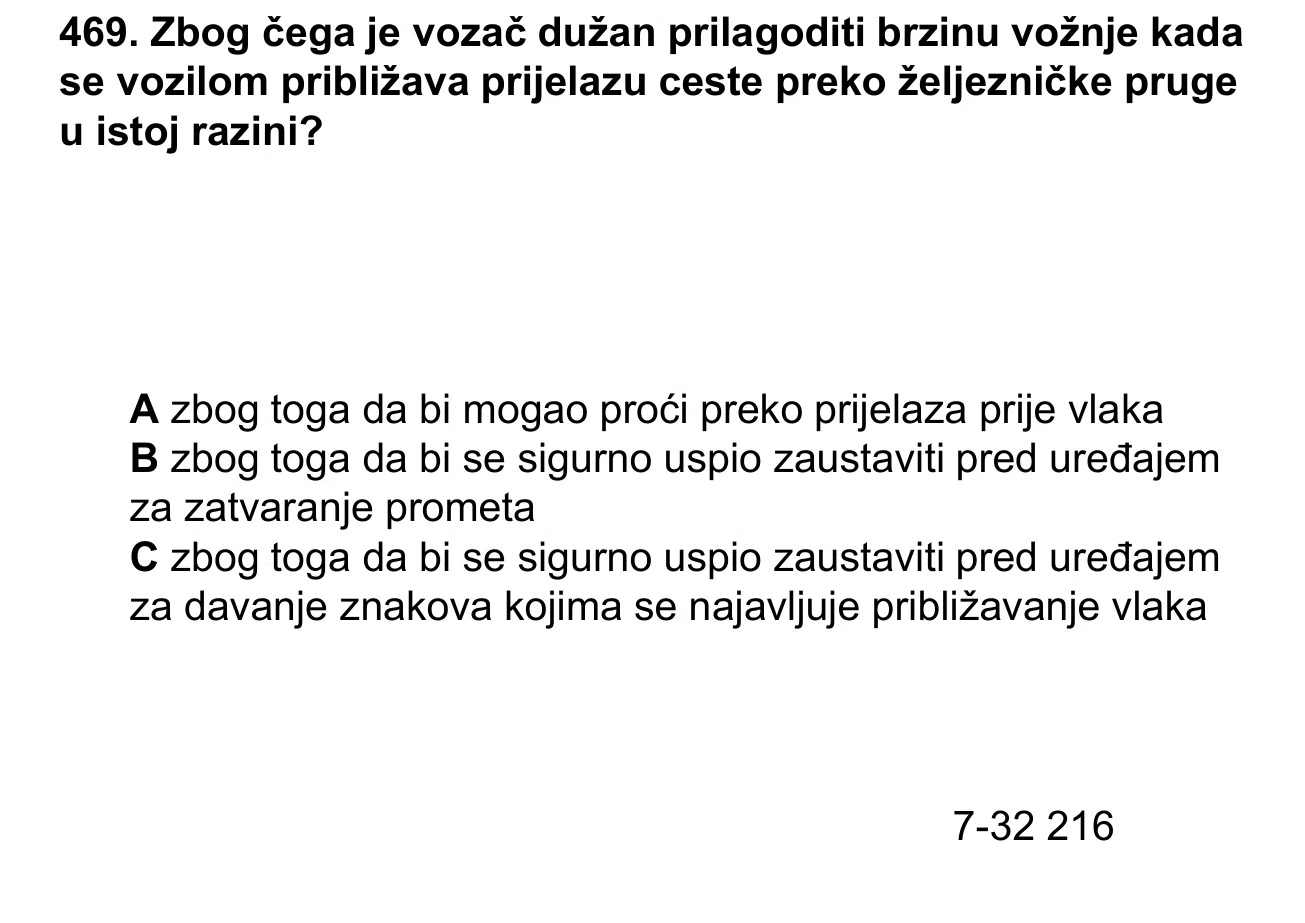 469. Zbog čega je vozač dužan prilagoditi brzinu vožnje kada
se vozilom približava prijelazu ceste preko željezničke pruge
u istoj razini?
A zbog toga da bi mogao proći preko prijelaza prije vlaka
B zbog toga da bi se sigurno uspio zaustaviti pred uređajem
za zatvaranje prometa
C zbog toga da bi se sigurno uspio zaustaviti pred uređajem
za davanje znakova kojima se najavljuje približavanje vlaka
7-32 216